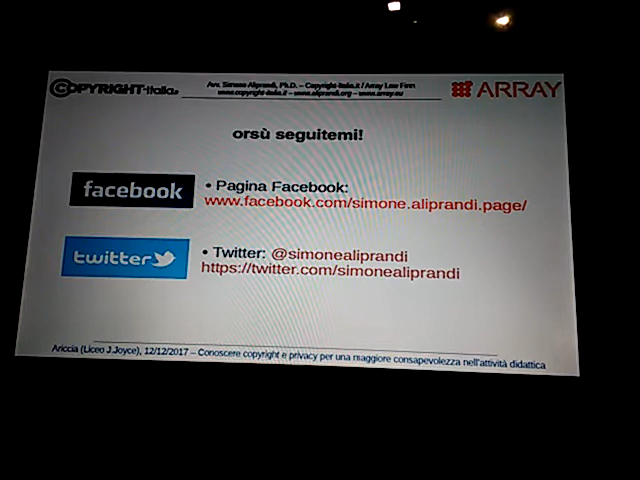 COPYRIGHT-Italia.it
Avv. Simone Aliprandi, Ph.D. – Copyright-Italia.it / Array Law Firm
www.copyright-italia.it – www.aliprandi.org – www.array.eu
ARRAY
orsù seguitemi!
facebook
• Pagina Facebook:
www.facebook.com/simone.aliprandi.page/
twitter
• Twitter: @simonealiprandi
https://twitter.com/simonealiprandi
Ariccia (Liceo J.Joyce), 12/12/2017 – Conoscere copyright e privacy per una maggiore consapevolezza nell'attività didattica